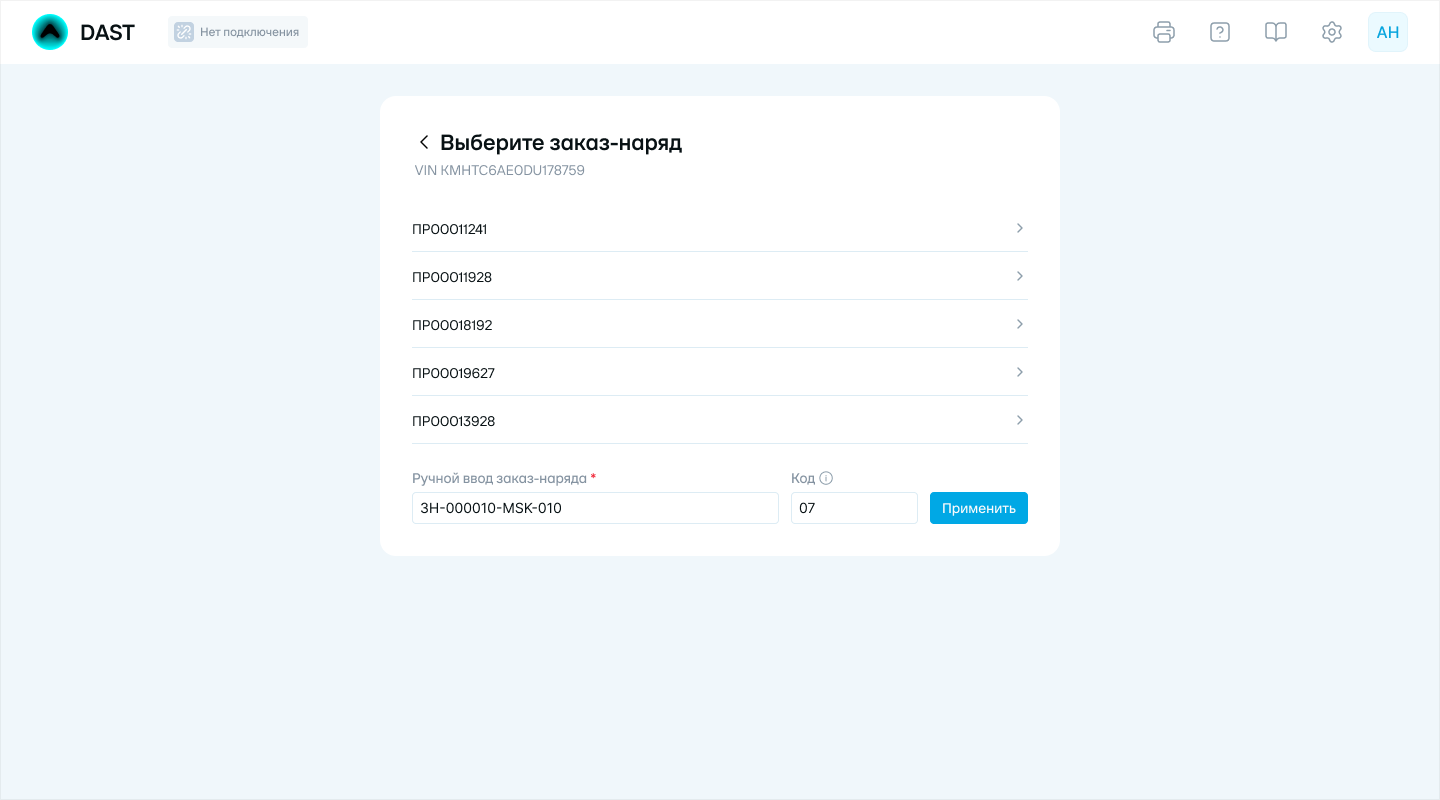 DAST
Нет подключения
АН
Выберите заказ-наряд
VIN KMHTC6AE0DU178759
ПР00011241
ПР00011928
ПР00018192
ПР00019627
ПР00013928
Ручной ввод заказ-наряда *
Код
ЗН-000010-MSK-010
07
Применить